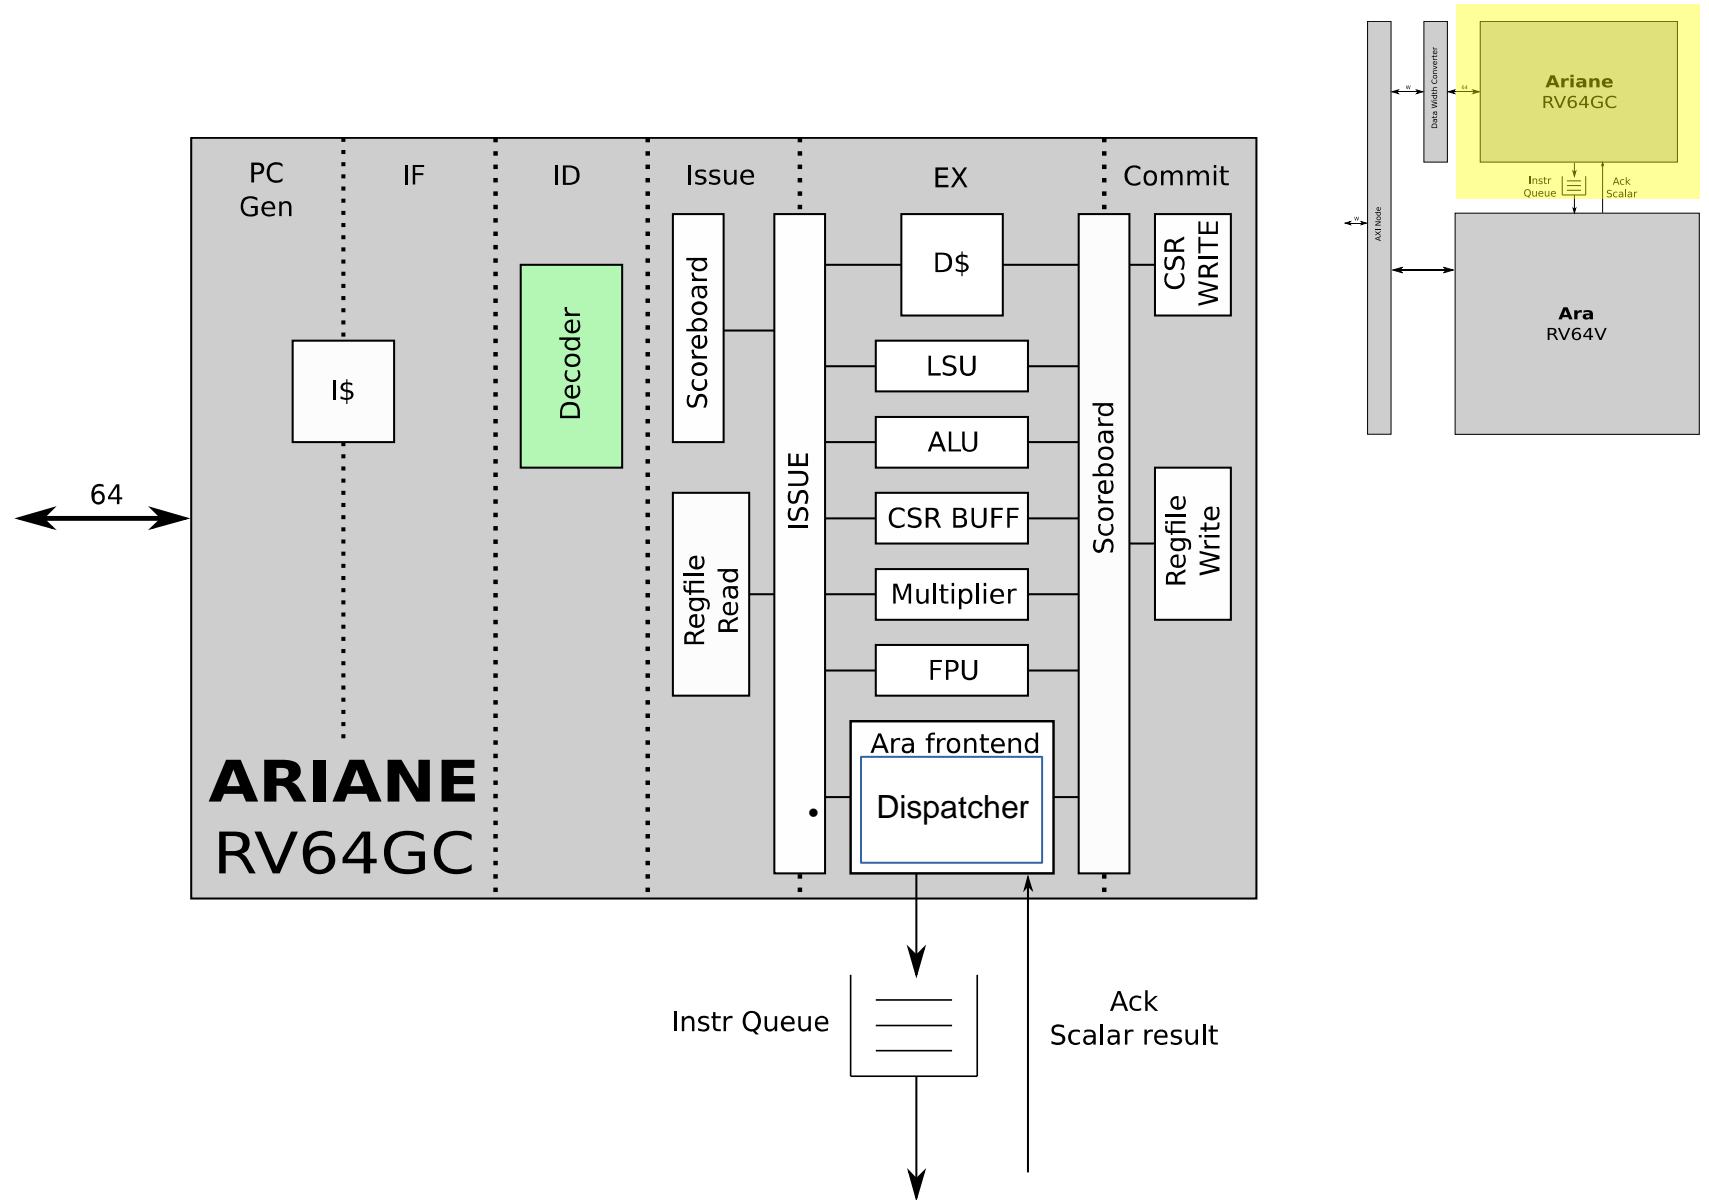 PC
Gen
IF
ID
Issue
EX
Commit
I$
Decoder
Scoreboard
Regfile
Read
ISSUE
D$
LSU
ALU
CSR BUFF
Multiplier
FPU
Ara frontend
Dispatcher
Scoreboard
CSR
WRITE
Regfile
Write
64
ARIANE
RV64GC
Instr Queue
Ack
Scalar result
AXI Node
Data Width Converter
W
W
64
Ariane
RV64GC
Instr
Queue
Ack
Scalar
Ara
RV64V